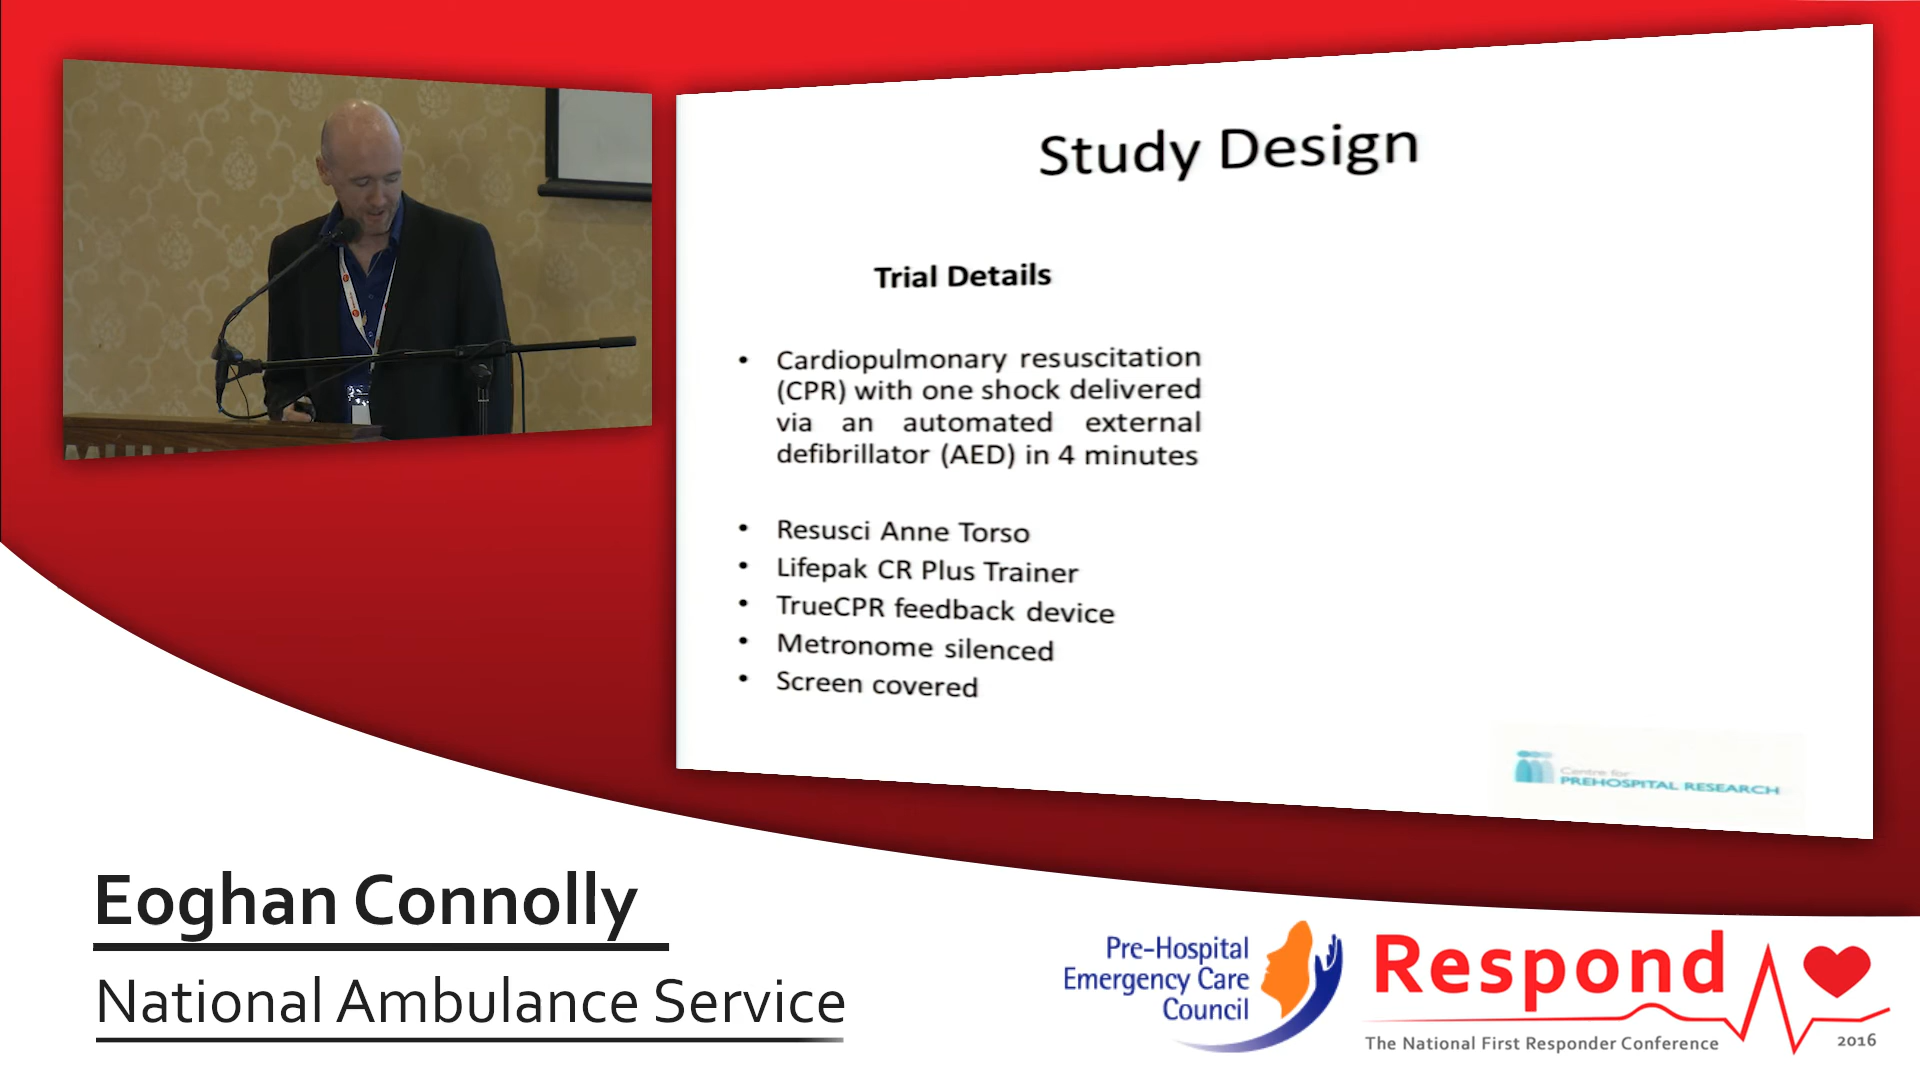 Study Design
Trial Details
• Cardiopulmonary resuscitation
(CPR) with one shock delivered
via an automated external
defibrillator (AED) in 4 minutes
• Resusci Anne Torso
• Lifepak CR Plus Trainer
• TrueCPR feedback device
• Metronome silenced
• Screen covered
Centre for
PREHOSPITAL RESEARCH
Eoghan Connolly
National Ambulance Service
Pre-Hospital
Emergency Care
Council
Respond
The National First Responder Conference
2016